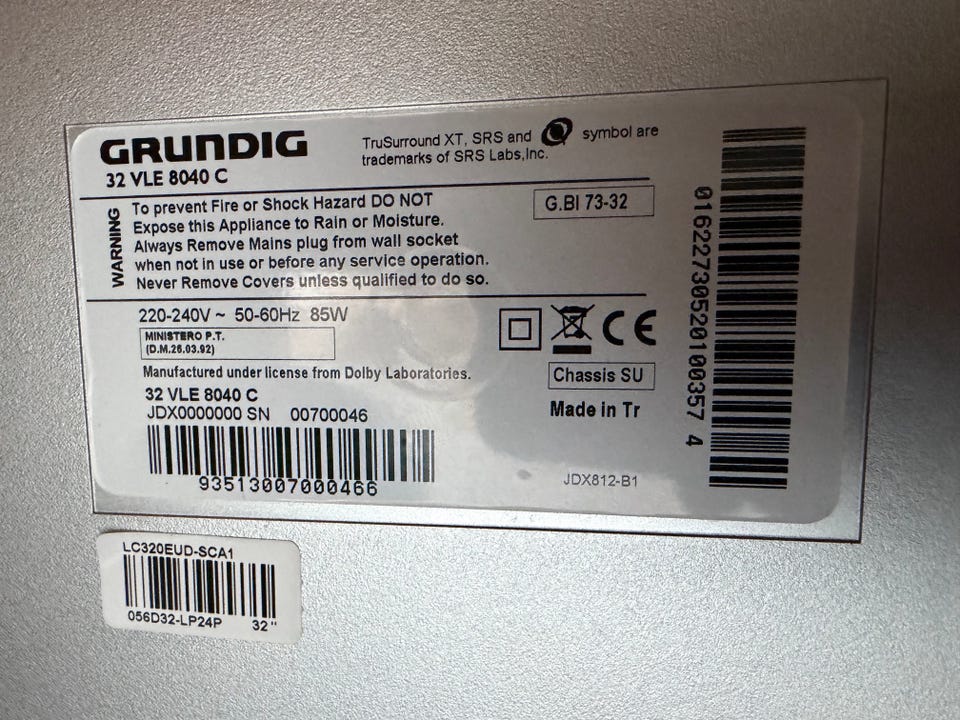 GRUNDIG
32 VLE 8040 C
TruSurround XT, SRS and symbol are
trademarks of SRS Labs,Inc.
WARNING
To prevent Fire or Shock Hazard DO NOT
Expose this Appliance to Rain or Moisture.
Always Remove Mains plug from wall socket
when not in use or before any service operation.
Never Remove Covers unless qualified to do so.
G.BI 73-32
220-240V ~ 50-60Hz 85W
MINISTERO P.T.
(D.M.26.03.92)
CE
Manufactured under license from Dolby Laboratories.
Chassis SU
32 VLE 8040 C
JDX0000000 SN 00700046
Made in Tr
93513007000466
JDX812-B1
01622730520100357 4
LC320EUD-SCA1
056D32-LP24P 32"